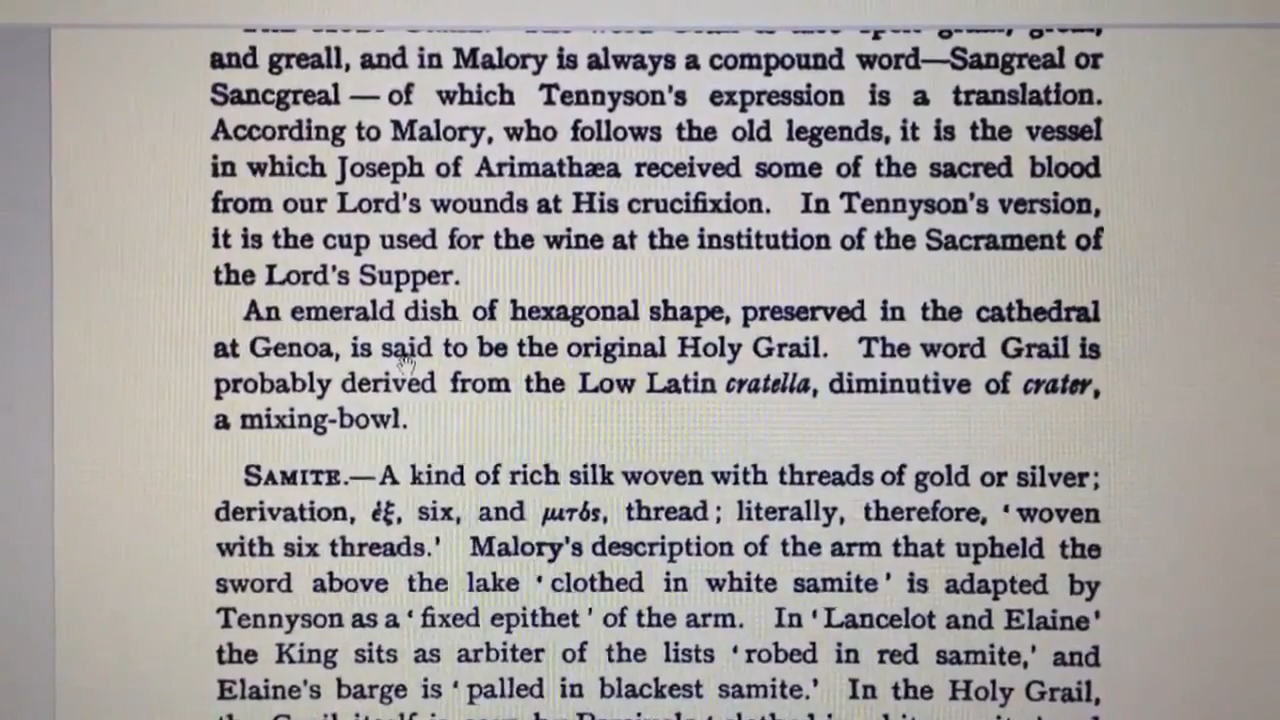 and greall, and in Malory is always a compound word—Sangreal or
Sancgreal — of which Tennyson's expression is a translation.
According to Malory, who follows the old legends, it is the vessel
in which Joseph of Arimathæa received some of the sacred blood
from our Lord's wounds at His crucifixion. In Tennyson's version,
it is the cup used for the wine at the institution of the Sacrament of
the Lord's Supper.
An emerald dish of hexagonal shape, preserved in the cathedral
at Genoa, is said to be the original Holy Grail. The word Grail is
probably derived from the Low Latin cratella, diminutive of crater,
a mixing-bowl.
SAMITE.—A kind of rich silk woven with threads of gold or silver;
derivation, ἑξ, six, and μιτός, thread; literally, therefore, 'woven
with six threads.' Malory's description of the arm that upheld the
sword above the lake 'clothed in white samite' is adapted by
Tennyson as a 'fixed epithet' of the arm. In 'Lancelot and Elaine'
the King sits as arbiter of the lists 'robed in red samite,' and
Elaine's barge is 'palled in blackest samite.' In the Holy Grail,